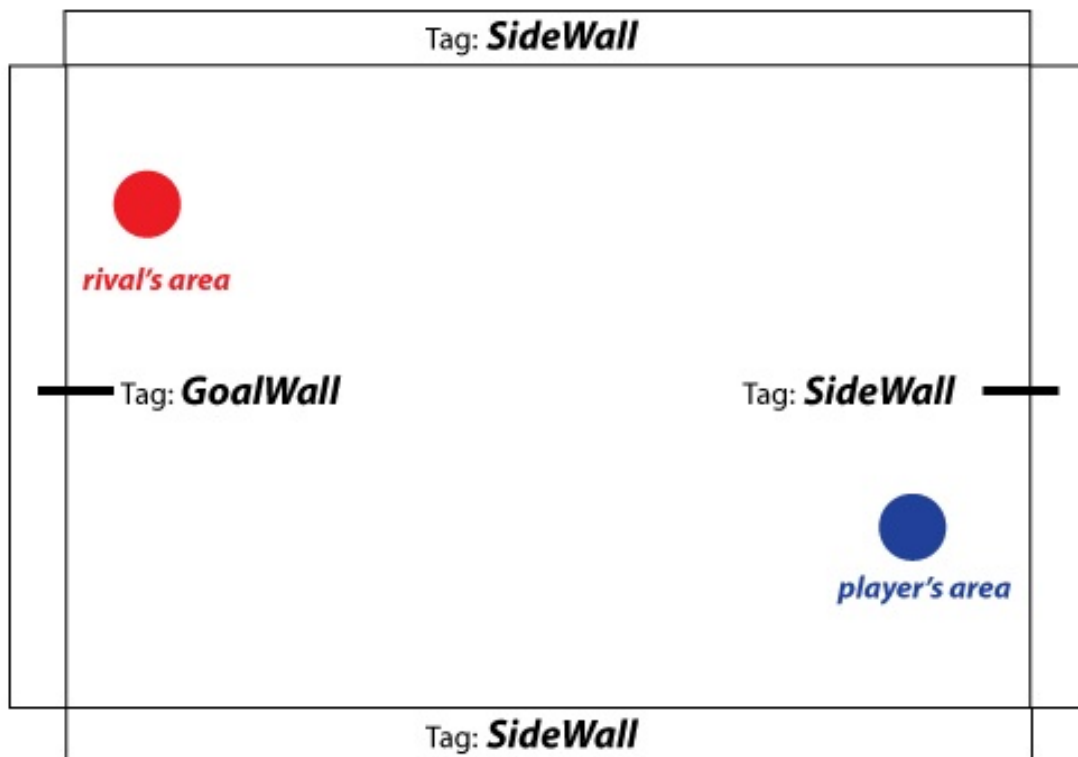 Tag: SideWall
rival's area
Tag: GoalWall
Tag: SideWall
player's area
Tag: SideWall